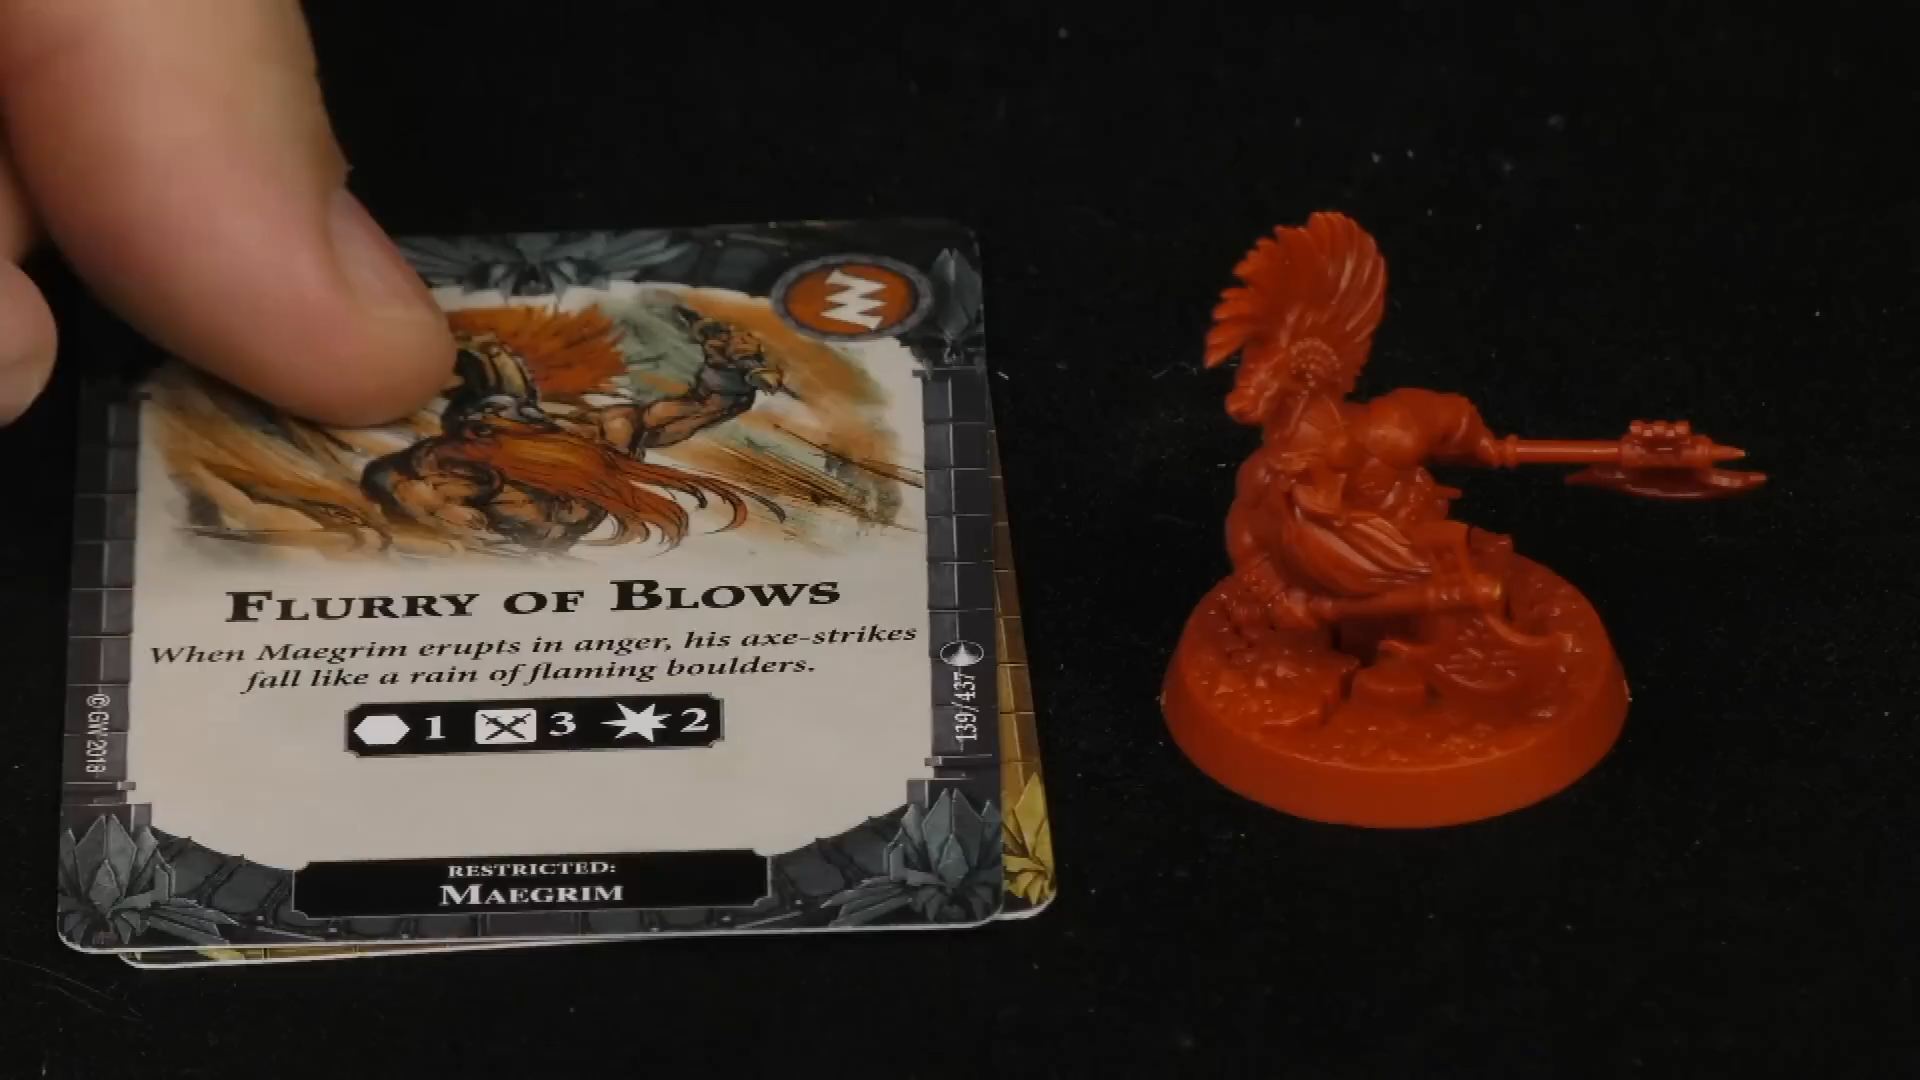 FLURRY OF BLOWS
When Maegrim erupts in anger, his axe-strikes
fall like a rain of flaming boulders.
1 3 2
RESTRICTED:
MAEGRIM
© GW 2018
139/437